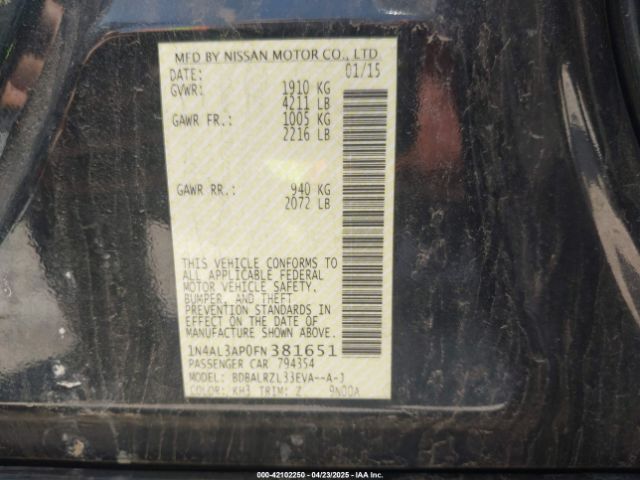 MFD BY NISSAN MOTOR CO., LTD
DATE: 01/15
GVWR: 1910 KG
4211 LB
GAWR FR.: 1005 KG
2216 LB
GAWR RR.: 940 KG
2072 LB
THIS VEHICLE CONFORMS TO
ALL APPLICABLE FEDERAL
MOTOR VEHICLE SAFETY,
BUMPER, AND THEFT
PREVENTION STANDARDS IN
EFFECT ON THE DATE OF
MANUFACTURE SHOWN ABOVE.
1N4AL3AP0FN381651
PASSENGER CAR 794354
MODEL: BDBALRZL33EVA--A-J
COLOR: KH3 TRIM: Z 9N00A
000-42102250 - 04/23/2025 - IAA Inc.